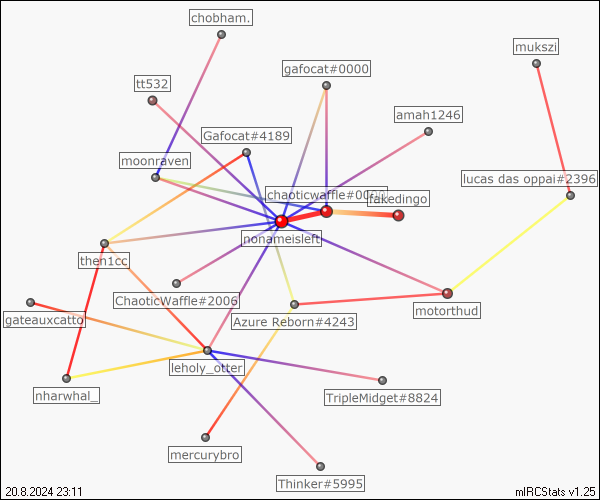 chobham.
mukszi
gafocat#0000
tt532
amah1246
Gafocat#4189
moonraven
lucas das oppai#2396
chaoticwaffle#00
fakedingo
nonameisleft
then1cc
ChaoticWaffle#2006
motorthud
gateauxcatto
Azure Reborn#4243
leholy_otter
nharwhal_
TripleMidget#8824
mercurybro
Thinker#5995
20.8.2024 23:11
mIRCStats v1.25